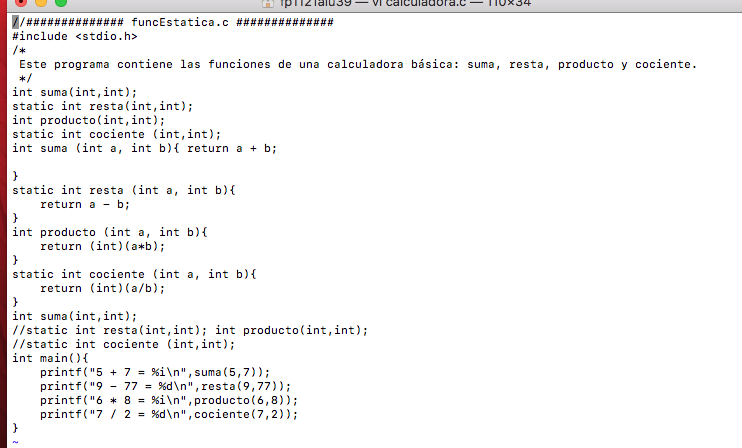 fp1121alu39 — vi calculadora.c — 110×34
//############## funcEstatica.c ##############
#include <stdio.h>
/*
 Este programa contiene las funciones de una calculadora básica: suma, resta, producto y cociente.
 */
int suma(int,int);
static int resta(int,int);
int producto(int,int);
static int cociente (int,int);
int suma (int a, int b){ return a + b;

}
static int resta (int a, int b){
    return a - b;
}
int producto (int a, int b){
    return (int)(a*b);
}
static int cociente (int a, int b){
    return (int)(a/b);
}
int suma(int,int);
//static int resta(int,int); int producto(int,int);
//static int cociente (int,int);
int main(){
    printf("5 + 7 = %i\n",suma(5,7));
    printf("9 - 77 = %d\n",resta(9,77));
    printf("6 * 8 = %i\n",producto(6,8));
    printf("7 / 2 = %d\n",cociente(7,2));
}
~